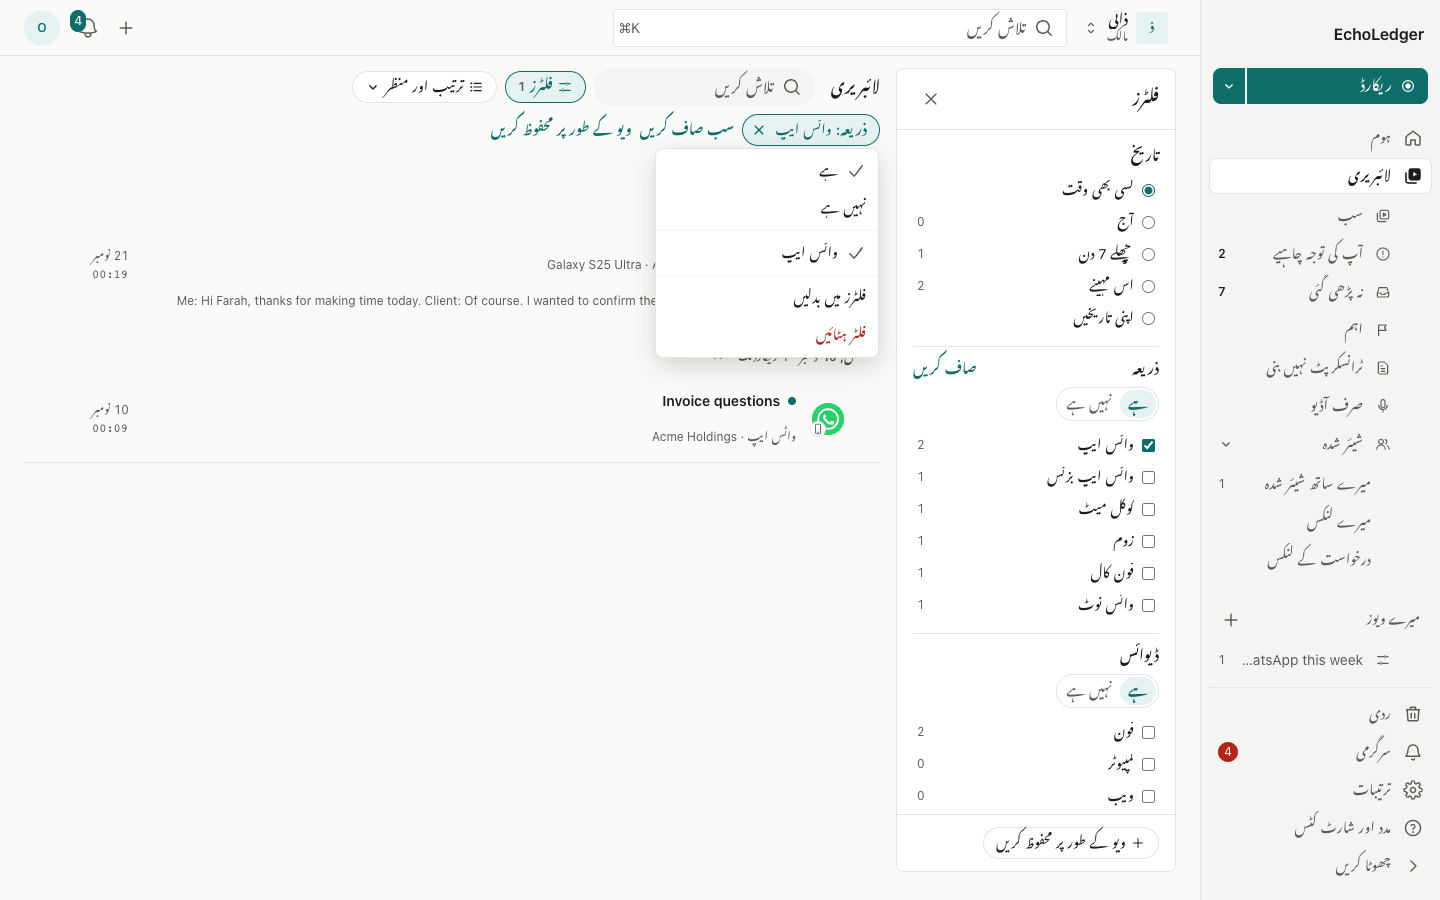 EchoLedger
ریکارڈ
ہوم
لائبریری
سب
آپ کی توجہ چاہیے 2
نہ پڑھی گئی 7
اہم
ٹرانسکرپٹ نہیں بنی
صرف آڈیو
شیئر شدہ
میرے ساتھ شیئر شدہ 1
میرے لنکس
درخواست کے لنکس
میرے ویوز
…atsApp this week 1
ردی
سرگرمی 4
ترتیبات
مدد اور شارٹ کٹس
چھوٹا کریں
ذ
ذاتی
مالک
تلاش کریں ⌘K
4
O
فلٹرز
تاریخ
کسی بھی وقت
آج 0
پچھلے 7 دن 1
اس مہینے 2
اپنی تاریخیں
ذریعہ صاف کریں
ہے نہیں ہے
واٹس ایپ 2
واٹس ایپ بزنس 1
گوگل میٹ 1
زوم 1
فون کال 1
وائس نوٹ 1
ڈیوائس
ہے نہیں ہے
فون 2
کمپیوٹر 0
ویب 0
ویو کے طور پر محفوظ کریں
لائبریری
تلاش کریں
فلٹرز 1
ترتیب اور منظر
ذریعہ: واٹس ایپ
سب صاف کریں
ویو کے طور پر محفوظ کریں
ہے
نہیں ہے
واٹس ایپ
فلٹرز میں بدلیں
فلٹر ہٹائیں
21 نومبر
00:19
Galaxy S25 Ultra ·
Me: Hi Farah, thanks for making time today. Client: Of course. I wanted to confirm the
Invoice questions
واٹس ایپ · Acme Holdings
10 نومبر
00:09